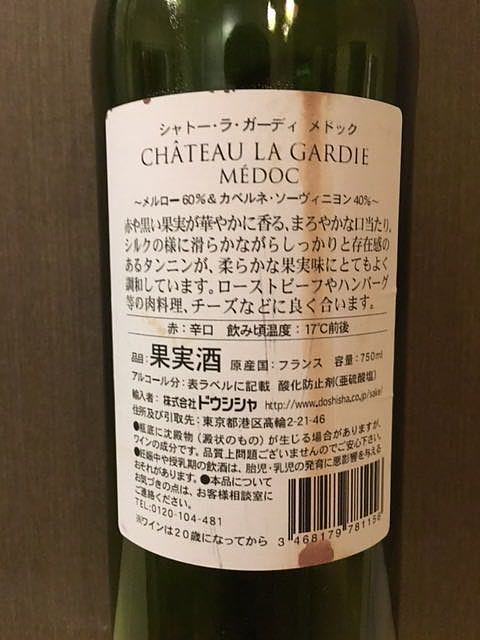 シャトー・ラ・ガーディ メドック
CHÂTEAU LA GARDIE
MÉDOC
~メルロー60%&カベルネ・ソーヴィニヨン40%~
赤や黒い果実が華やかに香る、まろやかな口当たり。
シルクの様に滑らかながらしっかりと存在感の
あるタンニンが、柔らかな果実味にとてもよく
調和しています。ローストビーフやハンバーグ
等の肉料理、チーズなどに良く合います。
赤:辛口 飲み頃温度:17℃前後
品目:果実酒 原産国:フランス 容量:750ml
アルコール分:表ラベルに記載 酸化防止剤(亜硫酸塩)
輸入者:株式会社ドウシシャ http://www.doshisha.co.jp/sake/
住所及び引取先:東京都港区高輪2-21-46
●瓶底に沈殿物(澱状のもの)が生じる場合がありますが、
ワインの成分です。品質上問題ございませんのでご安心下さい。
●妊娠中や授乳期の飲酒は、胎児・乳児の発育に悪影響を与える
おそれがあります。●本品について
お気づきの点は、お客様相談室に
ご連絡ください。
TEL:0120-104-481
※ワインは20歳になってから
3 468179 781156